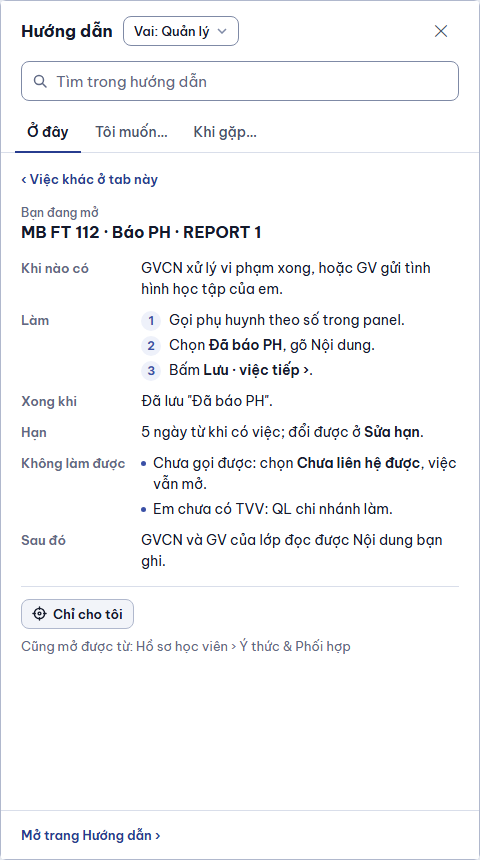 Hướng dẫn
Vai: Quản lý
Tìm trong hướng dẫn
Ở đây
Tôi muốn...
Khi gặp...
‹ Việc khác ở tab này
Bạn đang mở
MB FT 112 · Báo PH · REPORT 1
Khi nào có
GVCN xử lý vi phạm xong, hoặc GV gửi tình
hình học tập của em.
Làm
1 Gọi phụ huynh theo số trong panel.
2 Chọn Đã báo PH, gõ Nội dung.
3 Bấm Lưu · việc tiếp ›.
Xong khi
Đã lưu "Đã báo PH".
Hạn
5 ngày từ khi có việc; đổi được ở Sửa hạn.
Không làm được
• Chưa gọi được: chọn Chưa liên hệ được, việc
vẫn mở.
• Em chưa có TVV: QL chi nhánh làm.
Sau đó
GVCN và GV của lớp đọc được Nội dung bạn
ghi.
Chỉ cho tôi
Cũng mở được từ: Hồ sơ học viên › Ý thức & Phối hợp
Mở trang Hướng dẫn ›